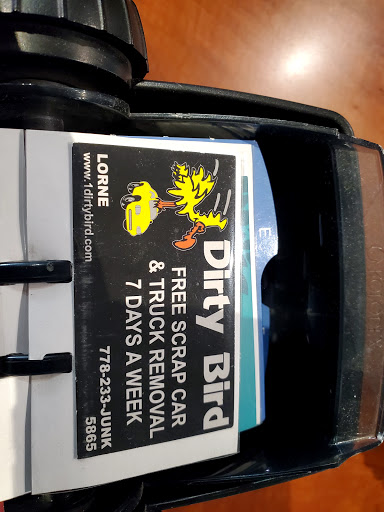 Dirty Bird
FREE SCRAP CAR
& TRUCK REMOVAL
7 DAYS A WEEK
778-233-JUNK
5865
LORNE
www.1dirtybird.com
E